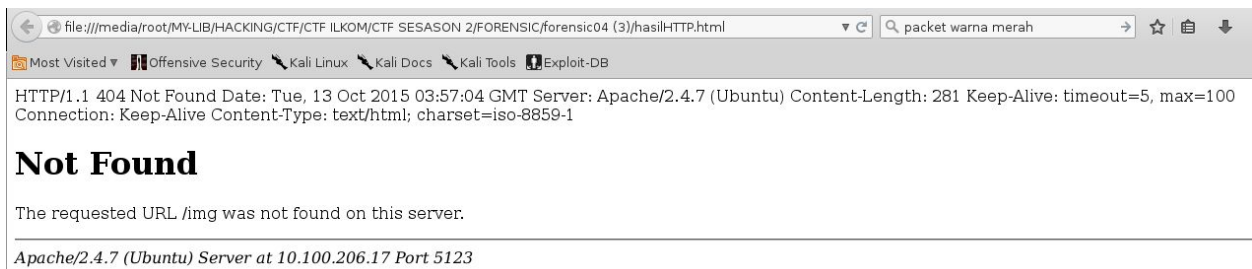 file:///media/root/MY-LIB/HACKING/CTF/CTF ILKOM/CTF SESASON 2/FORENSIC/forensic04 (3)/hasilHTTP.html
packet warna merah
Most Visited
Offensive Security
Kali Linux
Kali Docs
Kali Tools
Exploit-DB
HTTP/1.1 404 Not Found Date: Tue, 13 Oct 2015 03:57:04 GMT Server: Apache/2.4.7 (Ubuntu) Content-Length: 281 Keep-Alive: timeout=5, max=100
Connection: Keep-Alive Content-Type: text/html; charset=iso-8859-1
Not Found
The requested URL /img was not found on this server.
Apache/2.4.7 (Ubuntu) Server at 10.100.206.17 Port 5123